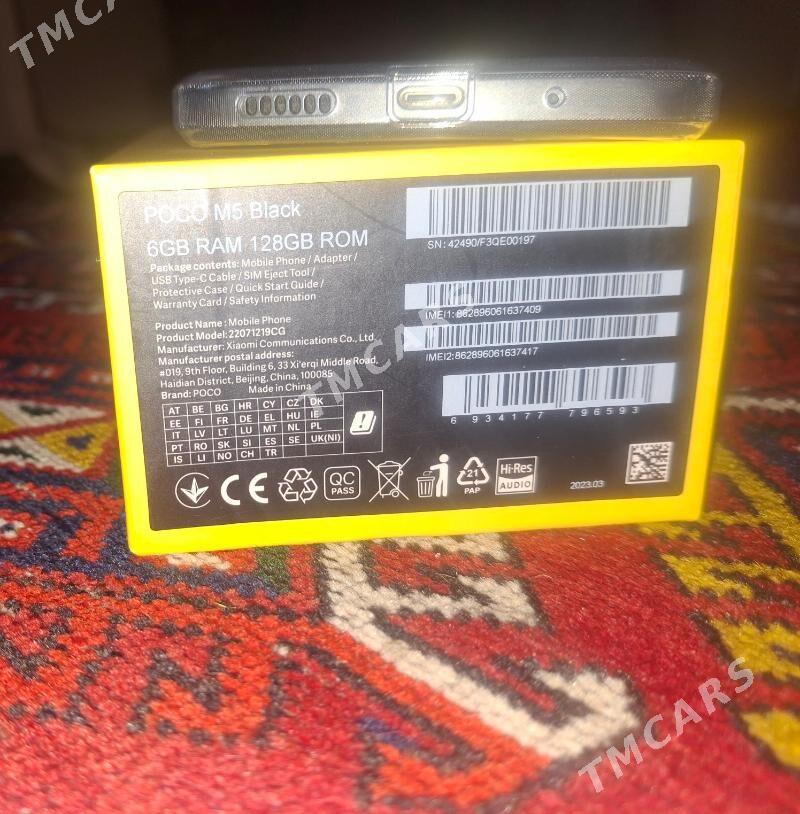 TMCARS
POCO M5 Black
6GB RAM 128GB ROM
Package contents: Mobile Phone / Adapter /
USB Type-C Cable / SIM Eject Tool /
Protective Case / Quick Start Guide /
Warranty Card / Safety Information
Product Name: Mobile Phone
Product Model: 22071219CG
Manufacturer: Xiaomi Communications Co., Ltd.
Manufacturer postal address:
#019, 9th Floor, Building 6, 33 Xi'erqi Middle Road,
Haidian District, Beijing, China, 100085
Brand: POCO Made in China
AT BE BG HR CY CZ DK
EE FI FR DE EL HU IE
IT LV LT LU MT NL PL
PT RO SK SI ES SE UK(NI)
IS LI NO CH TR
SN: 42490/F3QE00197
IMEI1: 862896061637409
IMEI2: 862896061637417
6 934177 796593
CE
QC
PASS
21
PAP
Hi-Res
AUDIO
2023.03
TMCARS
TMCARS